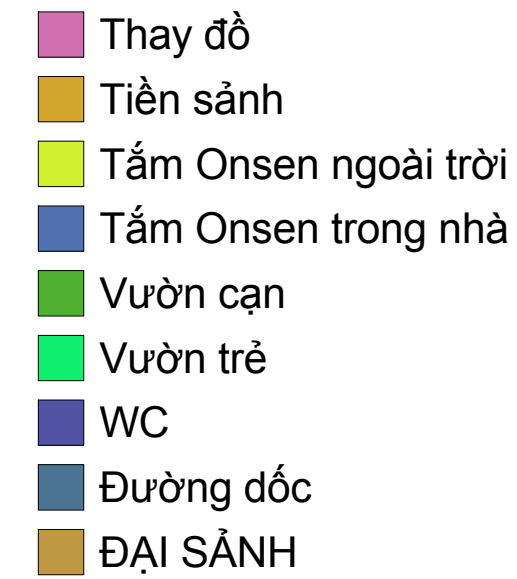 Thay đồ
Tiền sảnh
Tắm Onsen ngoài trời
Tắm Onsen trong nhà
Vườn cạn
Vườn trẻ
WC
Đường dốc
ĐẠI SẢNH